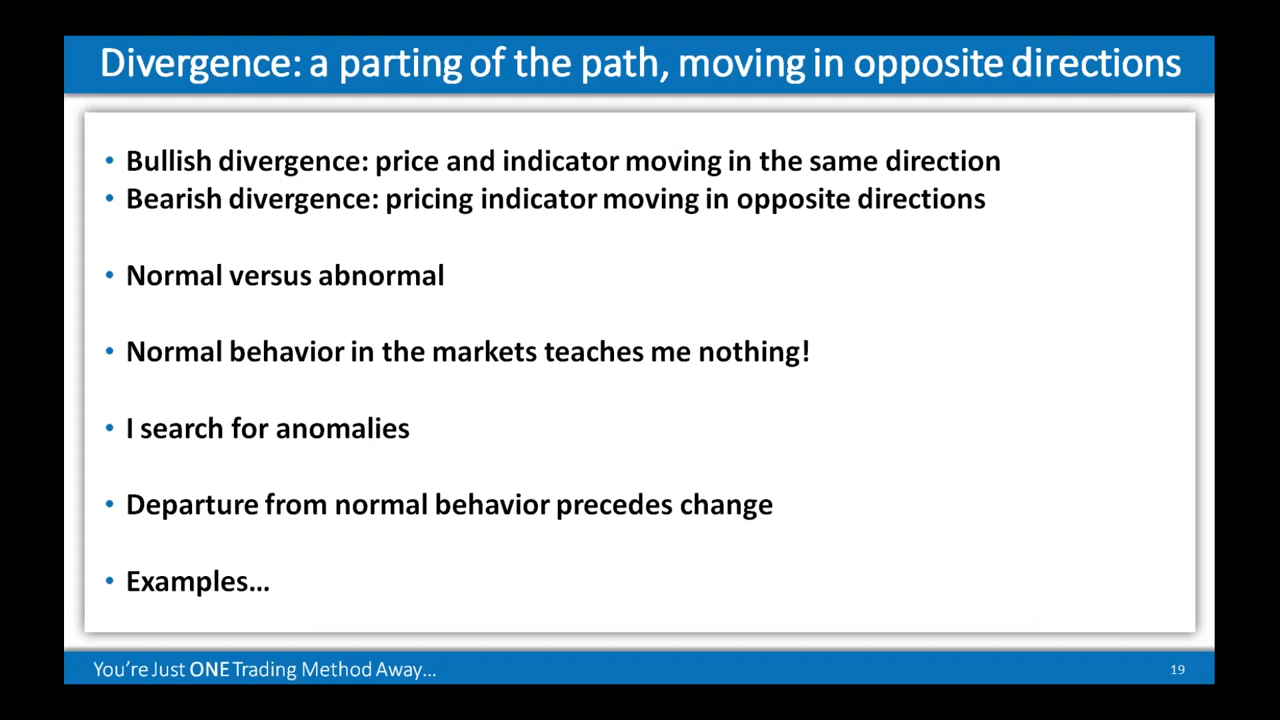 Divergence: a parting of the path, moving in opposite directions
• Bullish divergence: price and indicator moving in the same direction
• Bearish divergence: pricing indicator moving in opposite directions
• Normal versus abnormal
• Normal behavior in the markets teaches me nothing!
• I search for anomalies
• Departure from normal behavior precedes change
• Examples...
You're Just ONE Trading Method Away...
19